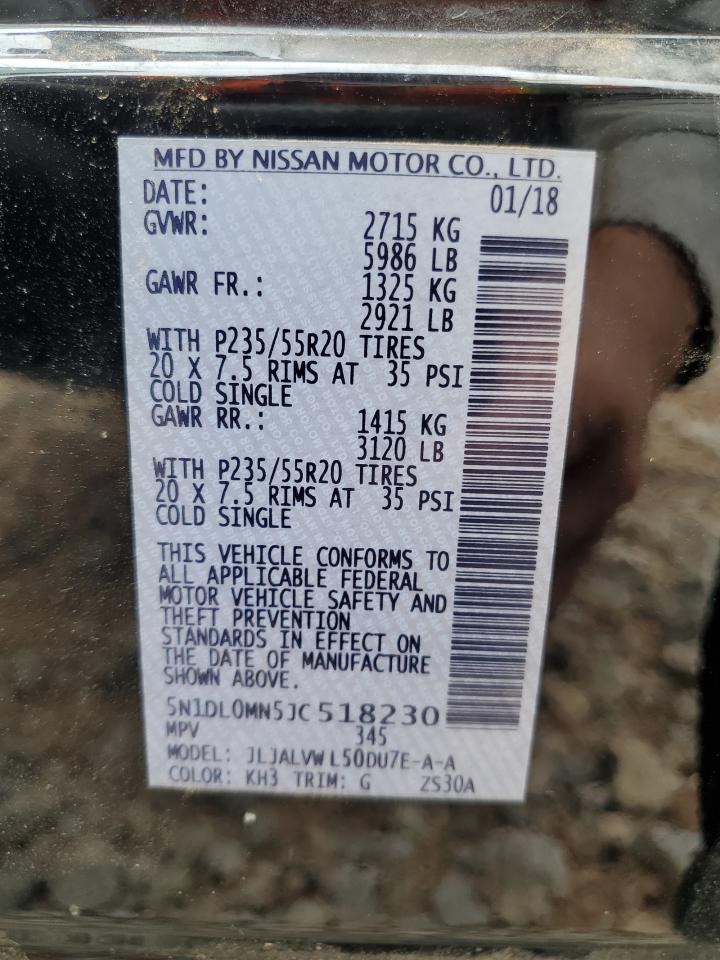 MFD BY NISSAN MOTOR CO., LTD.
DATE: 01/18
GVWR: 2715 KG
5986 LB
GAWR FR.: 1325 KG
2921 LB
WITH P235/55R20 TIRES
20 X 7.5 RIMS AT 35 PSI
COLD SINGLE
GAWR RR.: 1415 KG
3120 LB
WITH P235/55R20 TIRES
20 X 7.5 RIMS AT 35 PSI
COLD SINGLE
THIS VEHICLE CONFORMS TO
ALL APPLICABLE FEDERAL
MOTOR VEHICLE SAFETY AND
THEFT PREVENTION
STANDARDS IN EFFECT ON
THE DATE OF MANUFACTURE
SHOWN ABOVE.
5N1DL0MN5JC518230
MPV 345
MODEL: JLJALVWL50DU7E-A-A
COLOR: KH3 TRIM: G ZS30A